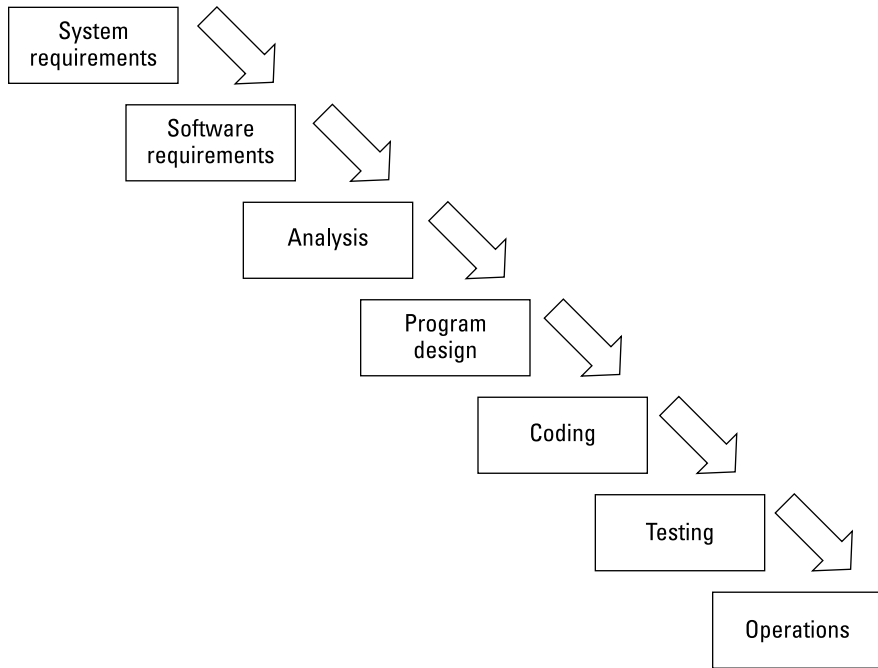 System
requirements
Software
requirements
Analysis
Program
design
Coding
Testing
Operations